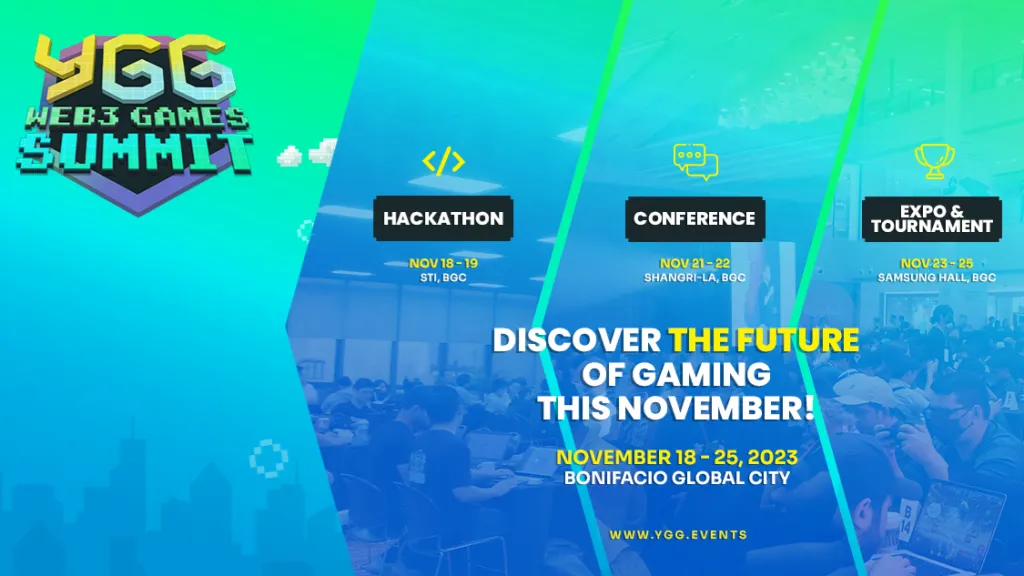 YGG
WEB3 GAMES
SUMMIT
HACKATHON
NOV 18 - 19
STI, BGC
CONFERENCE
NOV 21 - 22
SHANGRI-LA, BGC
EXPO &
TOURNAMENT
NOV 23 - 25
SAMSUNG HALL, BGC
DISCOVER THE FUTURE
OF GAMING
THIS NOVEMBER!
NOVEMBER 18 - 25, 2023
BONIFACIO GLOBAL CITY
WWW.YGG.EVENTS
B
14